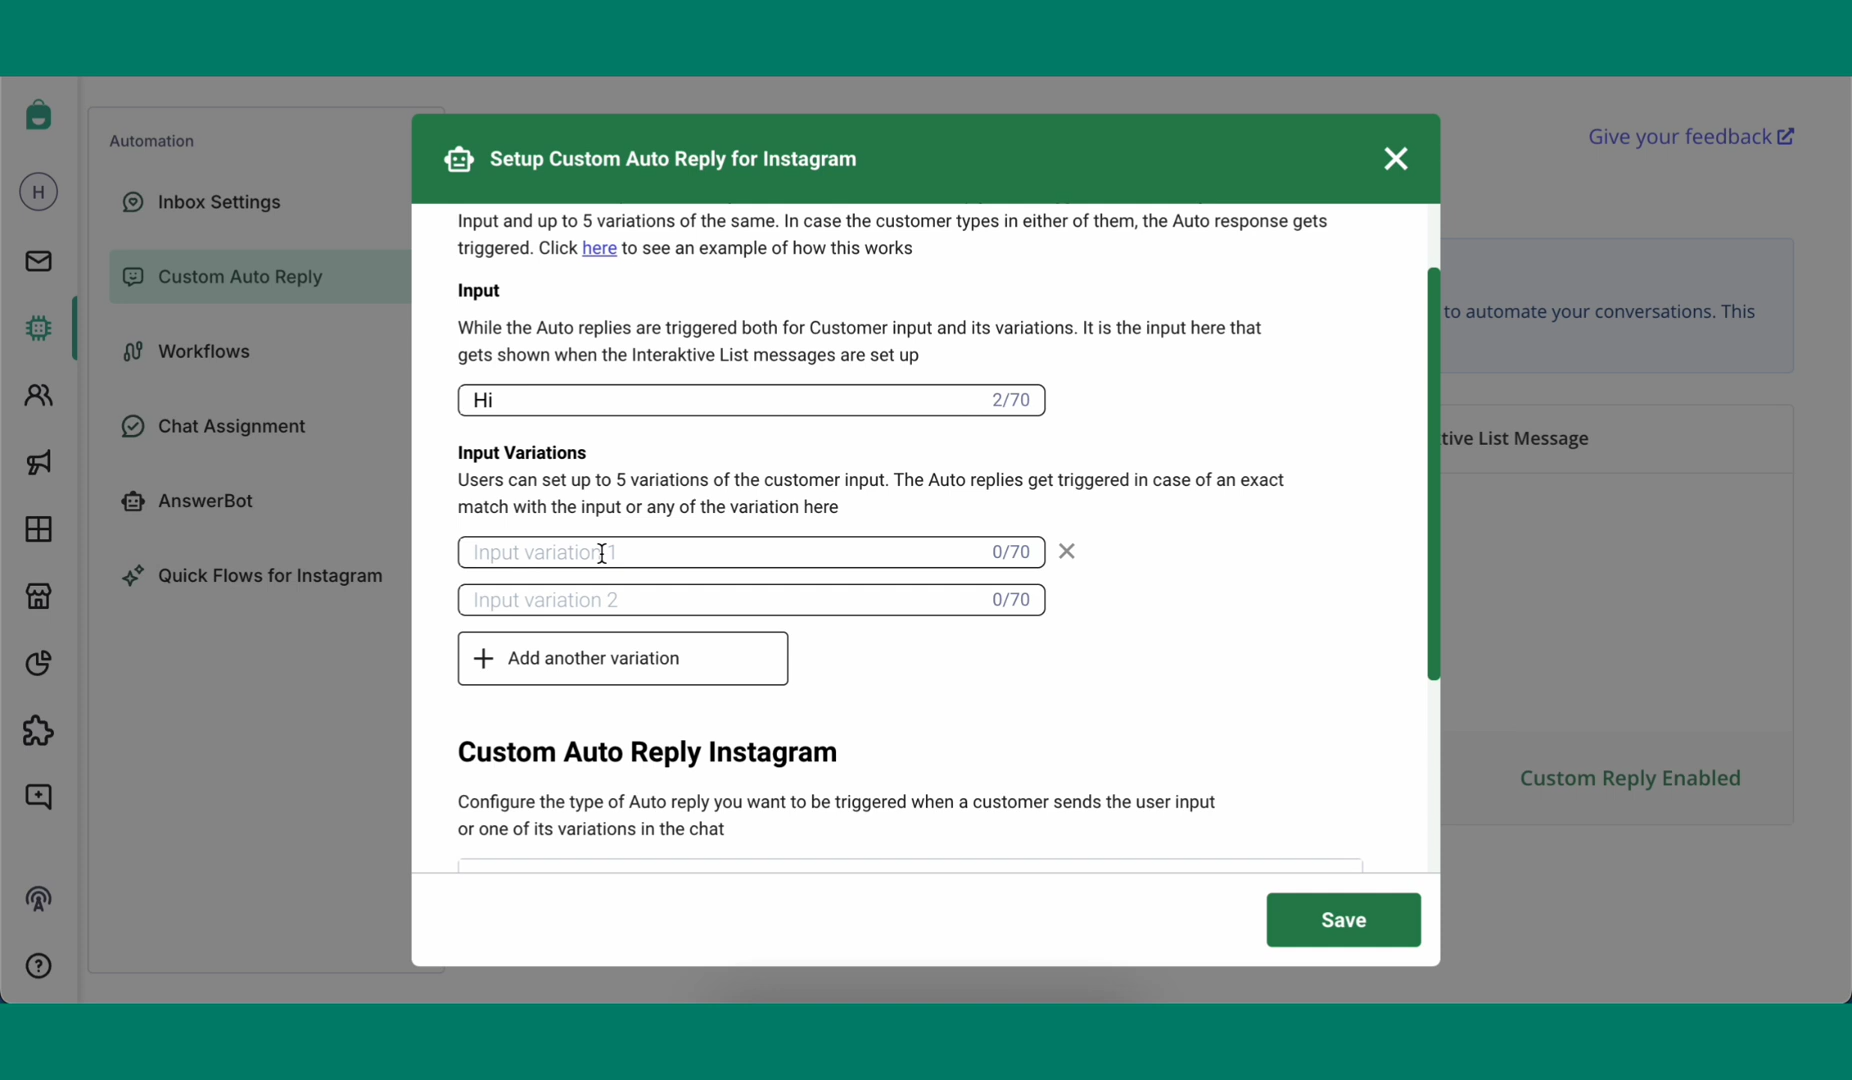 Give your feedback
Automation
H
Inbox Settings
Custom Auto Reply
Workflows
Chat Assignment
AnswerBot
Quick Flows for Instagram
Setup Custom Auto Reply for Instagram
Input and up to 5 variations of the same. In case the customer types in either of them, the Auto response gets
triggered. Click here to see an example of how this works
Input
While the Auto replies are triggered both for Customer input and its variations. It is the input here that
gets shown when the Interaktive List messages are set up
Hi 2/70
Input Variations
Users can set up to 5 variations of the customer input. The Auto replies get triggered in case of an exact
match with the input or any of the variation here
Input variation 1 0/70
Input variation 2 0/70
Add another variation
Custom Auto Reply Instagram
Configure the type of Auto reply you want to be triggered when a customer sends the user input
or one of its variations in the chat
Save
to automate your conversations. This
tive List Message
Custom Reply Enabled